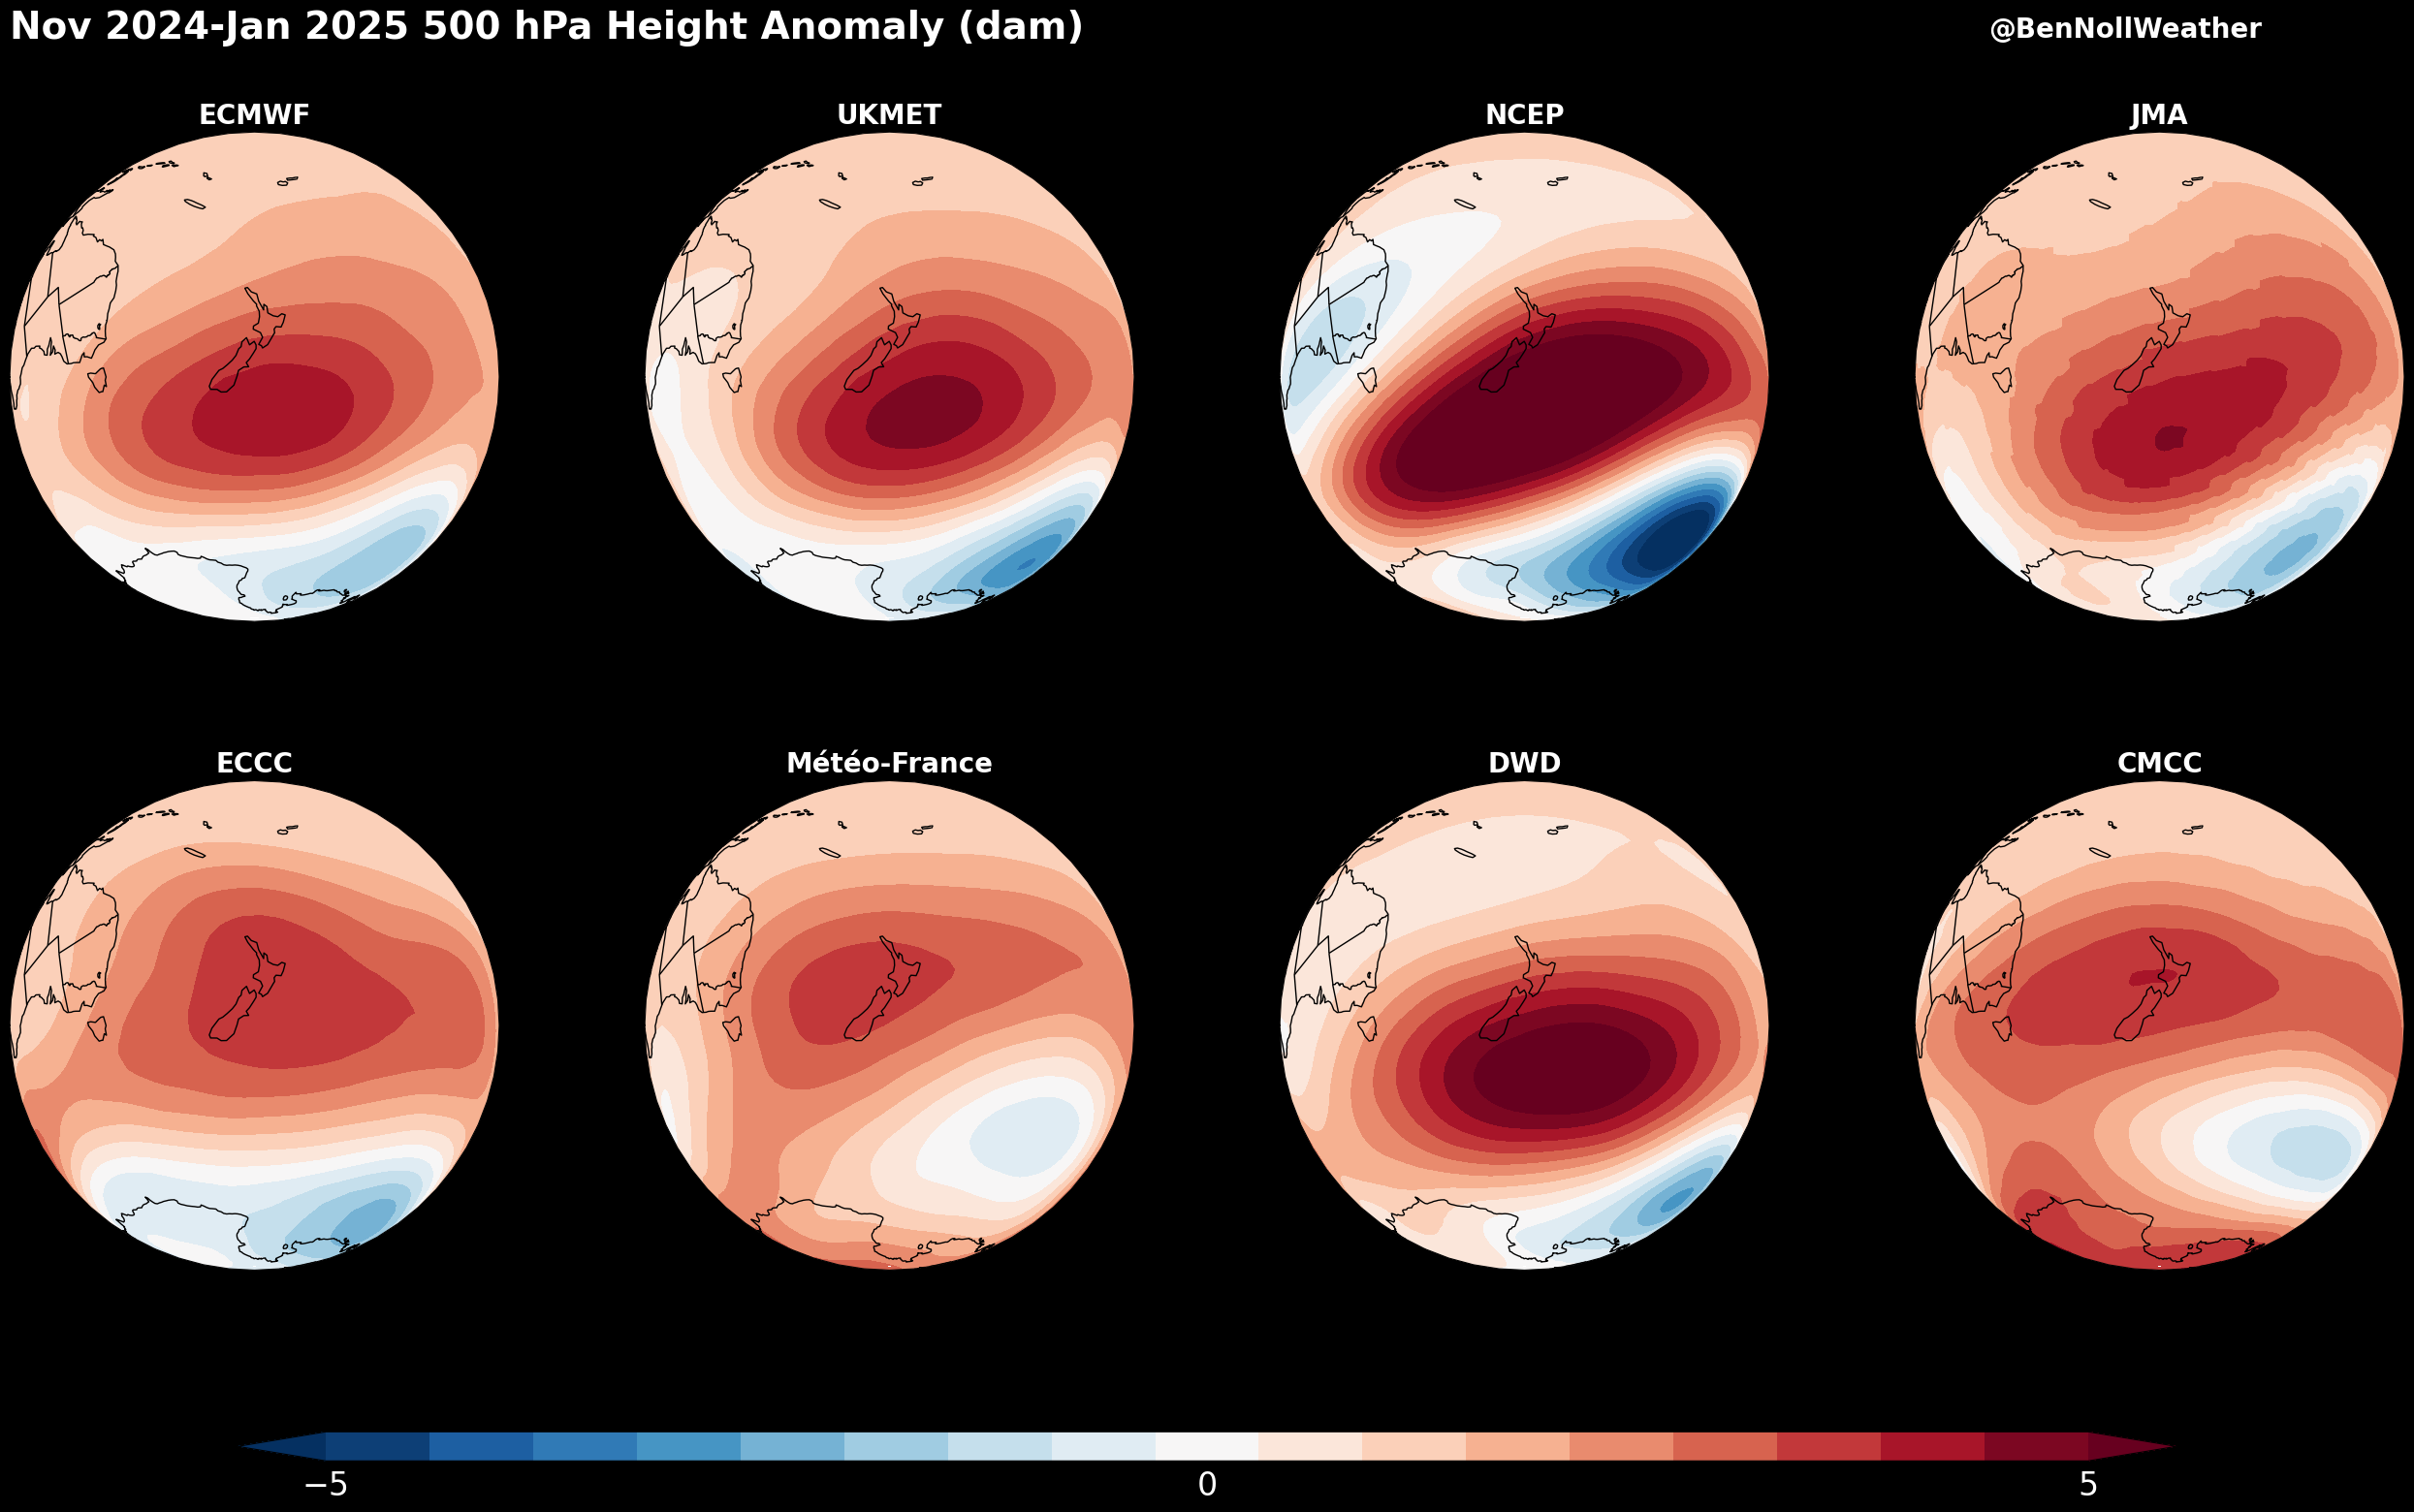 Nov 2024-Jan 2025 500 hPa Height Anomaly (dam)
@BenNollWeather
ECMWF
UKMET
NCEP
JMA
ECCC
Météo-France
DWD
CMCC
−5
0
5